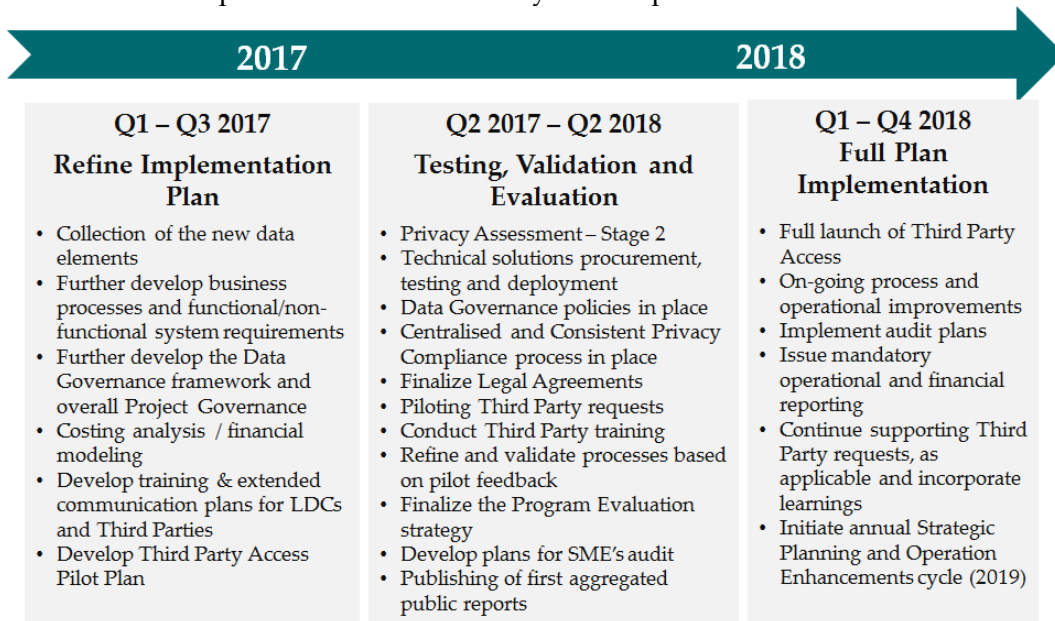 2017
2018
Q1 – Q3 2017
Refine Implementation
Plan
• Collection of the new data
elements
• Further develop business
processes and functional/non-
functional system requirements
• Further develop the Data
Governance framework and
overall Project Governance
• Costing analysis / financial
modeling
• Develop training & extended
communication plans for LDCs
and Third Parties
• Develop Third Party Access
Pilot Plan
Q2 2017 – Q2 2018
Testing, Validation and
Evaluation
• Privacy Assessment – Stage 2
• Technical solutions procurement,
testing and deployment
• Data Governance policies in place
• Centralised and Consistent Privacy
Compliance process in place
• Finalize Legal Agreements
• Piloting Third Party requests
• Conduct Third Party training
• Refine and validate processes based
on pilot feedback
• Finalize the Program Evaluation
strategy
• Develop plans for SME's audit
• Publishing of first aggregated
public reports
Q1 – Q4 2018
Full Plan
Implementation
• Full launch of Third Party
Access
• On-going process and
operational improvements
• Implement audit plans
• Issue mandatory
operational and financial
reporting
• Continue supporting Third
Party requests, as
applicable and incorporate
learnings
• Initiate annual Strategic
Planning and Operation
Enhancements cycle (2019)